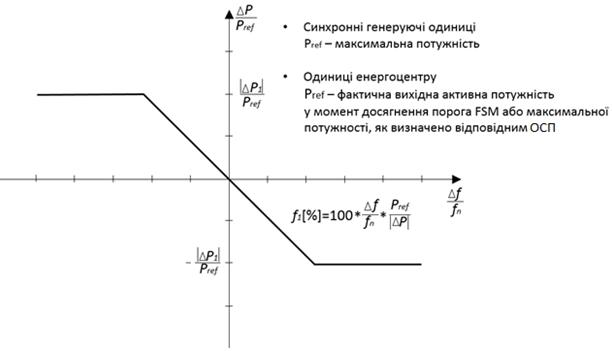 ΔP
Pref
• Синхронні генеруючі одиниці
Pref – максимальна потужність
• Одиниці енергоцентру
Pref – фактична вихідна активна потужність
у момент досягнення порога FSM або максимальної
потужності, як визначено відповідним ОСП
|ΔP1|
Pref
Δf
fn
f1[%]=100*Δf/fn*Pref/|ΔP|
– |ΔP1|
Pref